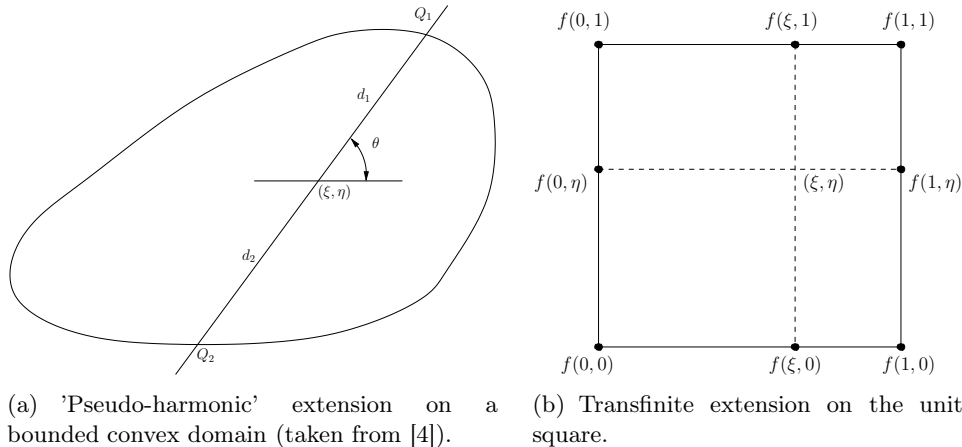 Q₁
d₁
θ
(ξ, η)
d₂
Q₂
(a) 'Pseudo-harmonic' extension on a
bounded convex domain (taken from [4]).
f(0, 1) f(ξ, 1) f(1, 1)
f(0, η) (ξ, η) f(1, η)
f(0, 0) f(ξ, 0) f(1, 0)
(b) Transfinite extension on the unit
square.